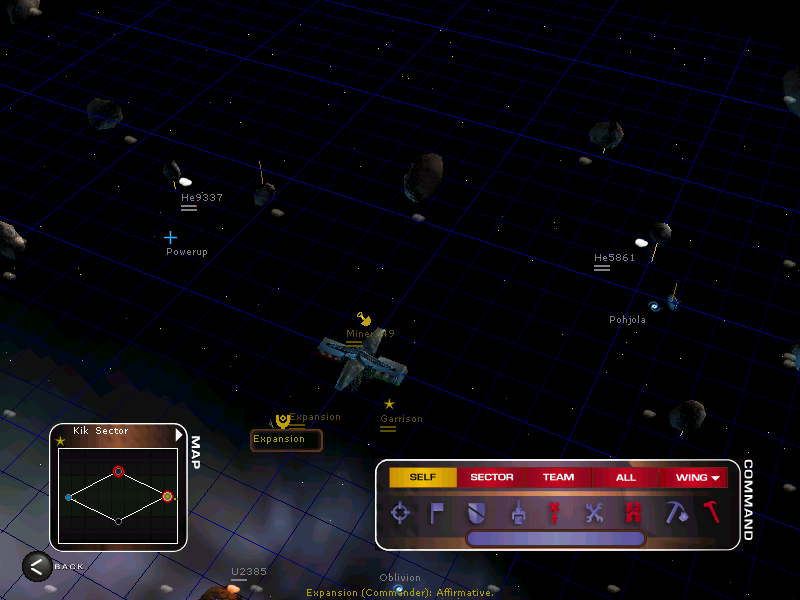 He9337
Powerup
He5861
Pohjola
Expansion
Garrison
Expansion
Kik Sector
MAP
SELF
SECTOR
TEAM
ALL
WING
COMMAND
BACK
U2385
Oblivion
Expansion (Commander): Affirmative.